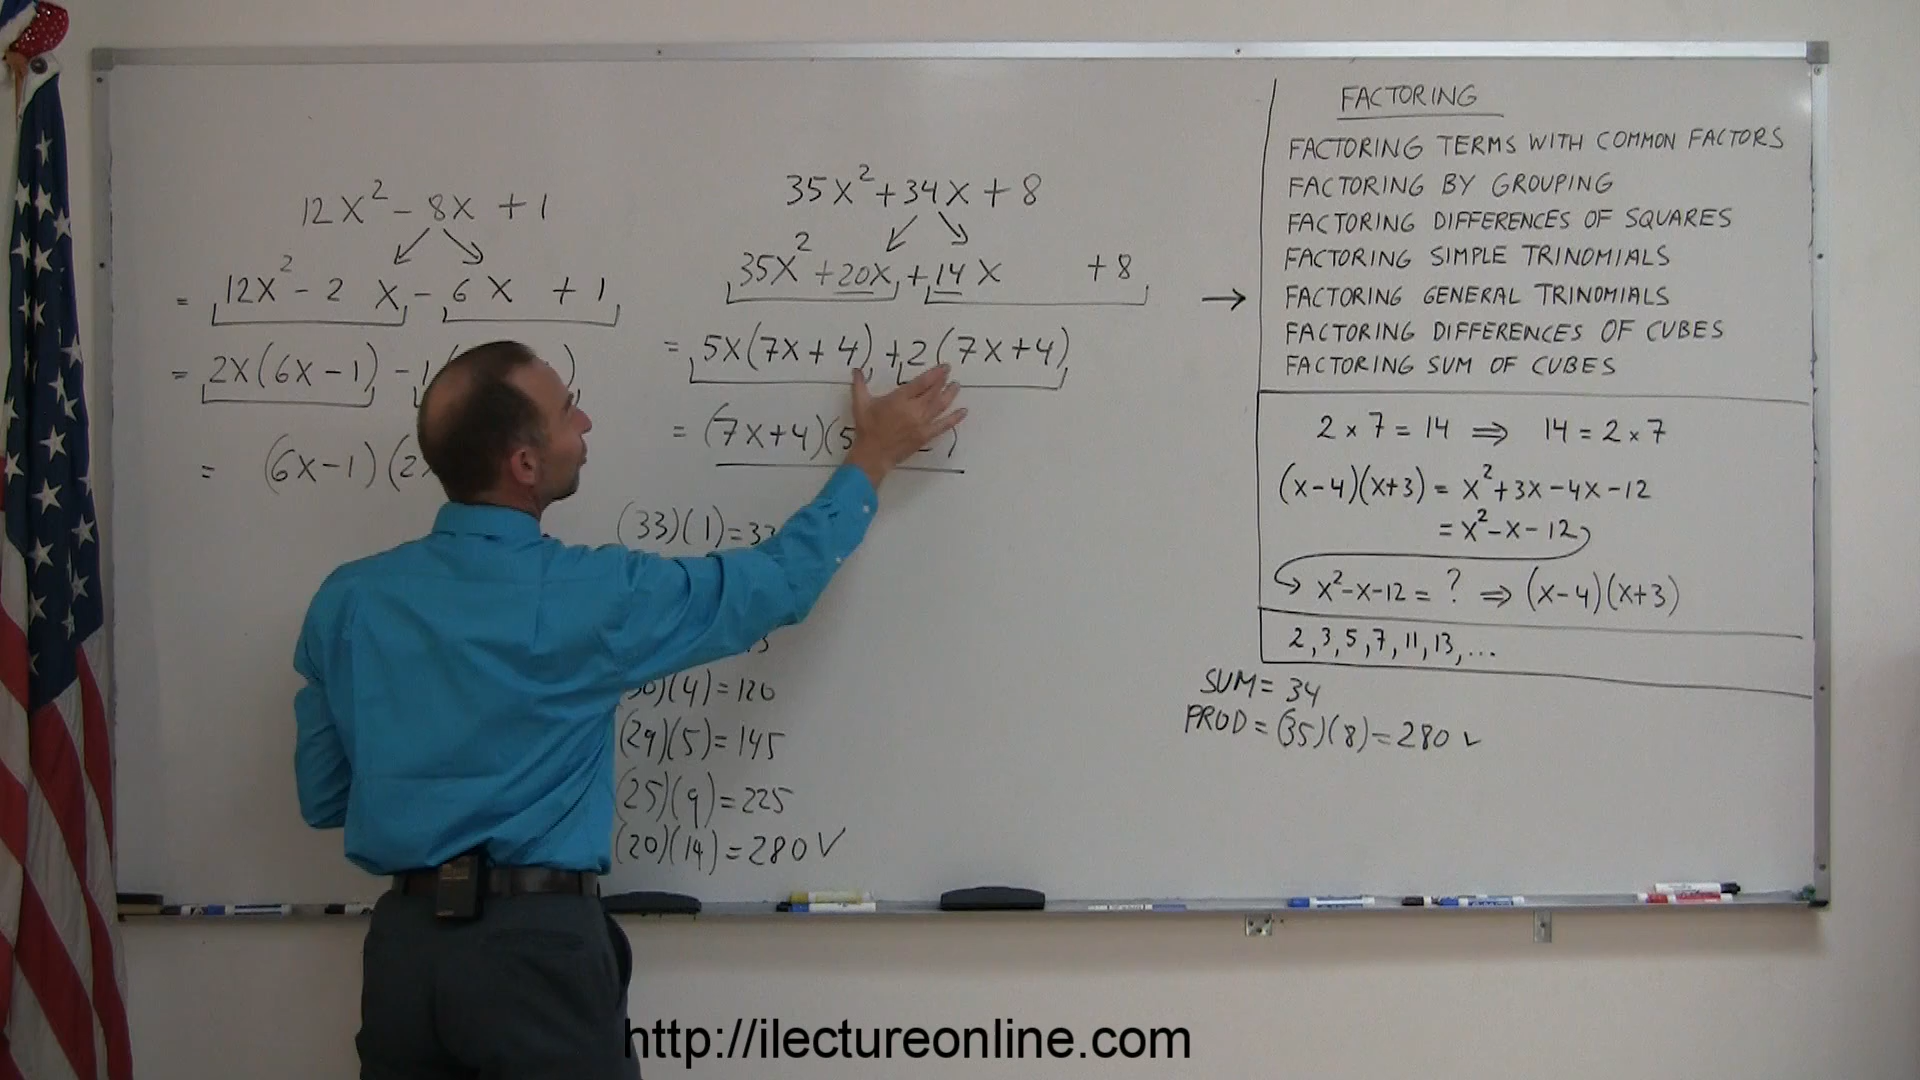 12x² - 8x + 1
= 12x² - 2 x - 6x + 1
= 2x(6x - 1) - 1( )
= (6x - 1)(2x
35x² + 34x + 8
35x² + 20x + 14x + 8
= 5x(7x + 4) + 2(7x + 4)
= (7x + 4)(5 2)
(33)(1) = 33
3
30)(4) = 120
(29)(5) = 145
(25)(9) = 225
(20)(14) = 280 ✓
FACTORING
FACTORING TERMS WITH COMMON FACTORS
FACTORING BY GROUPING
FACTORING DIFFERENCES OF SQUARES
FACTORING SIMPLE TRINOMIALS
→ FACTORING GENERAL TRINOMIALS
FACTORING DIFFERENCES OF CUBES
FACTORING SUM OF CUBES
2 × 7 = 14 ⇒ 14 = 2 × 7
(x-4)(x+3) = x² + 3x - 4x - 12
= x² - x - 12
x² - x - 12 = ? ⇒ (x-4)(x+3)
2, 3, 5, 7, 11, 13, ...
SUM = 34
PROD = (35)(8) = 280 ✓
http://ilectureonline.com